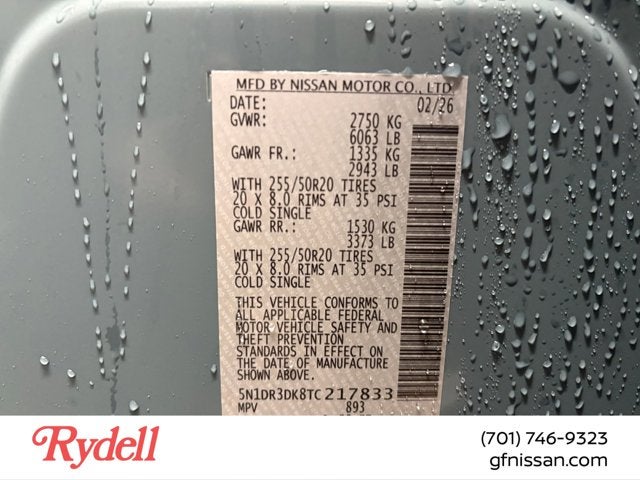 MFD BY NISSAN MOTOR CO., LTD
DATE: 02/26
GVWR: 2750 KG
6063 LB
GAWR FR.: 1335 KG
2943 LB
WITH 255/50R20 TIRES
20 X 8.0 RIMS AT 35 PSI
COLD SINGLE
GAWR RR.: 1530 KG
3373 LB
WITH 255/50R20 TIRES
20 X 8.0 RIMS AT 35 PSI
COLD SINGLE
THIS VEHICLE CONFORMS TO
ALL APPLICABLE FEDERAL
MOTOR VEHICLE SAFETY AND
THEFT PREVENTION
STANDARDS IN EFFECT ON
THE DATE OF MANUFACTURE
SHOWN ABOVE.
5N1DR3DK8TC217833
MPV 893
Rydell
(701) 746-9323
gfnissan.com